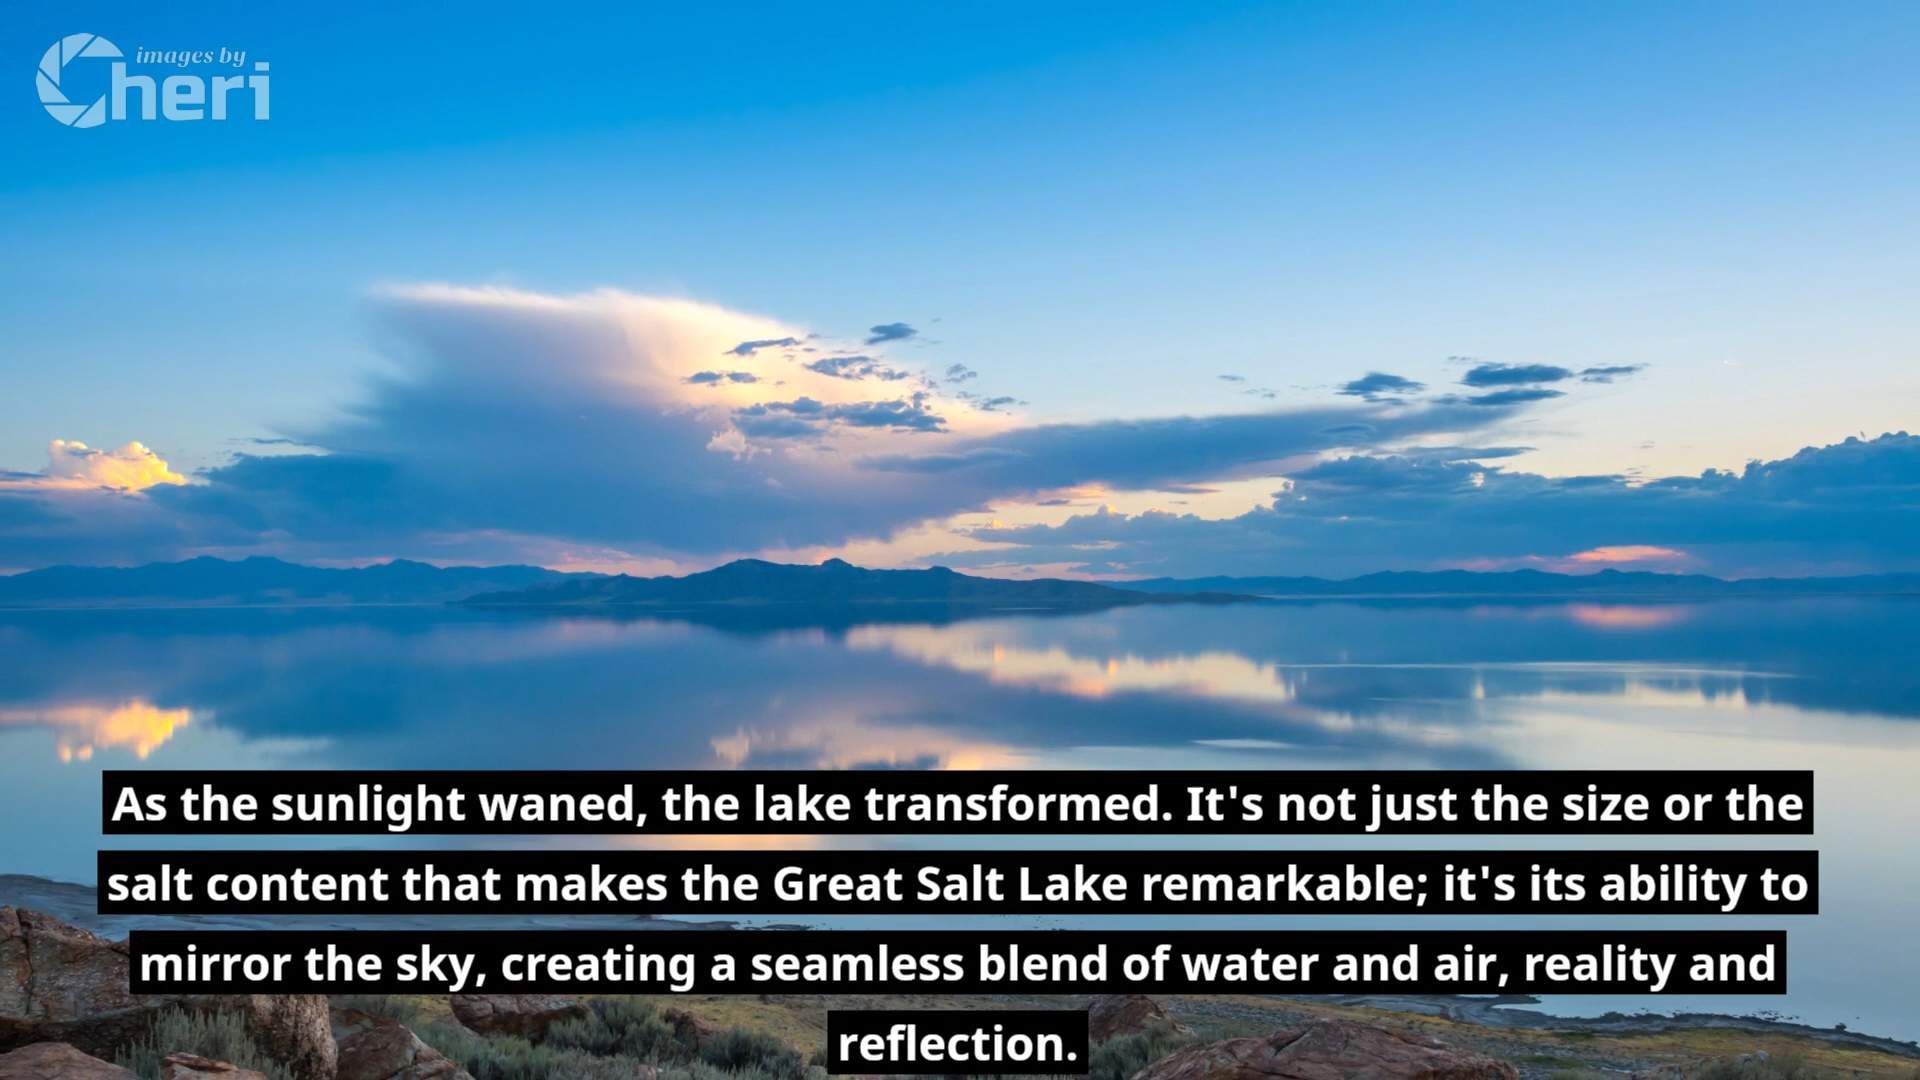 images by
Cheri
As the sunlight waned, the lake transformed. It's not just the size or the
salt content that makes the Great Salt Lake remarkable; it's its ability to
mirror the sky, creating a seamless blend of water and air, reality and
reflection.